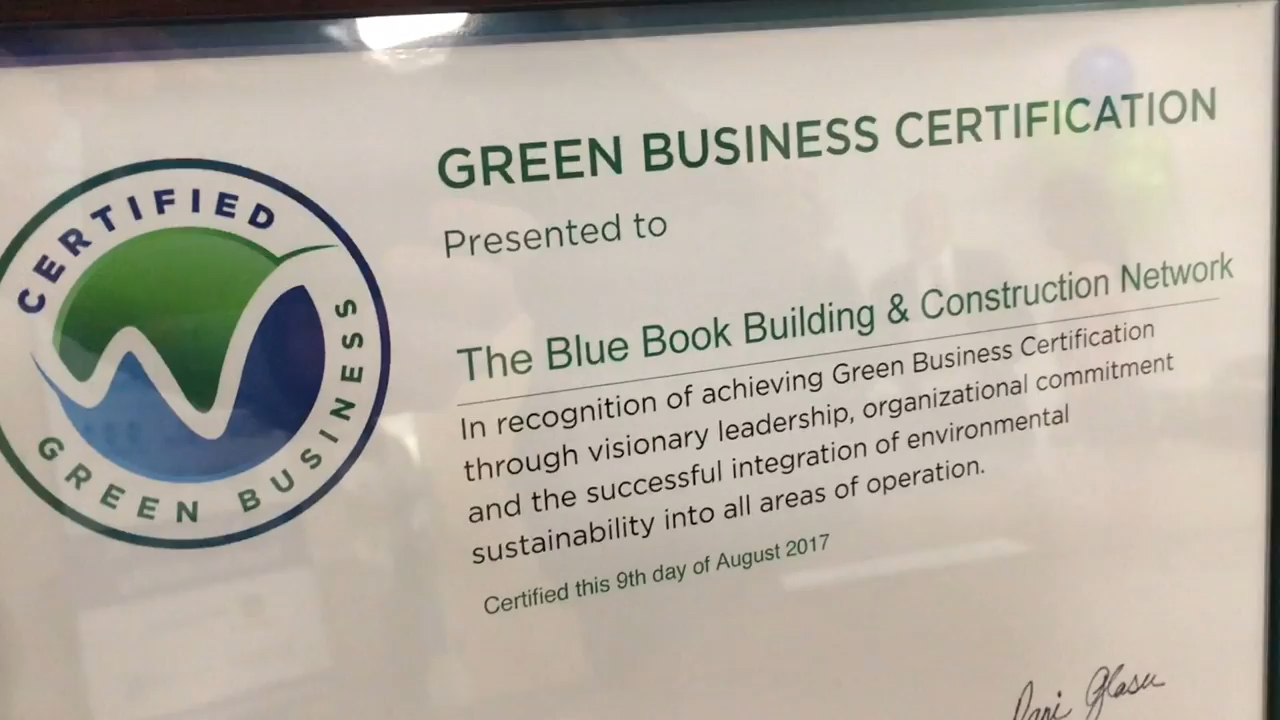 CERTIFIED
GREEN BUSINESS
GREEN BUSINESS CERTIFICATION
Presented to
The Blue Book Building & Construction Network
In recognition of achieving Green Business Certification
through visionary leadership, organizational commitment
and the successful integration of environmental
sustainability into all areas of operation.
Certified this 9th day of August 2017